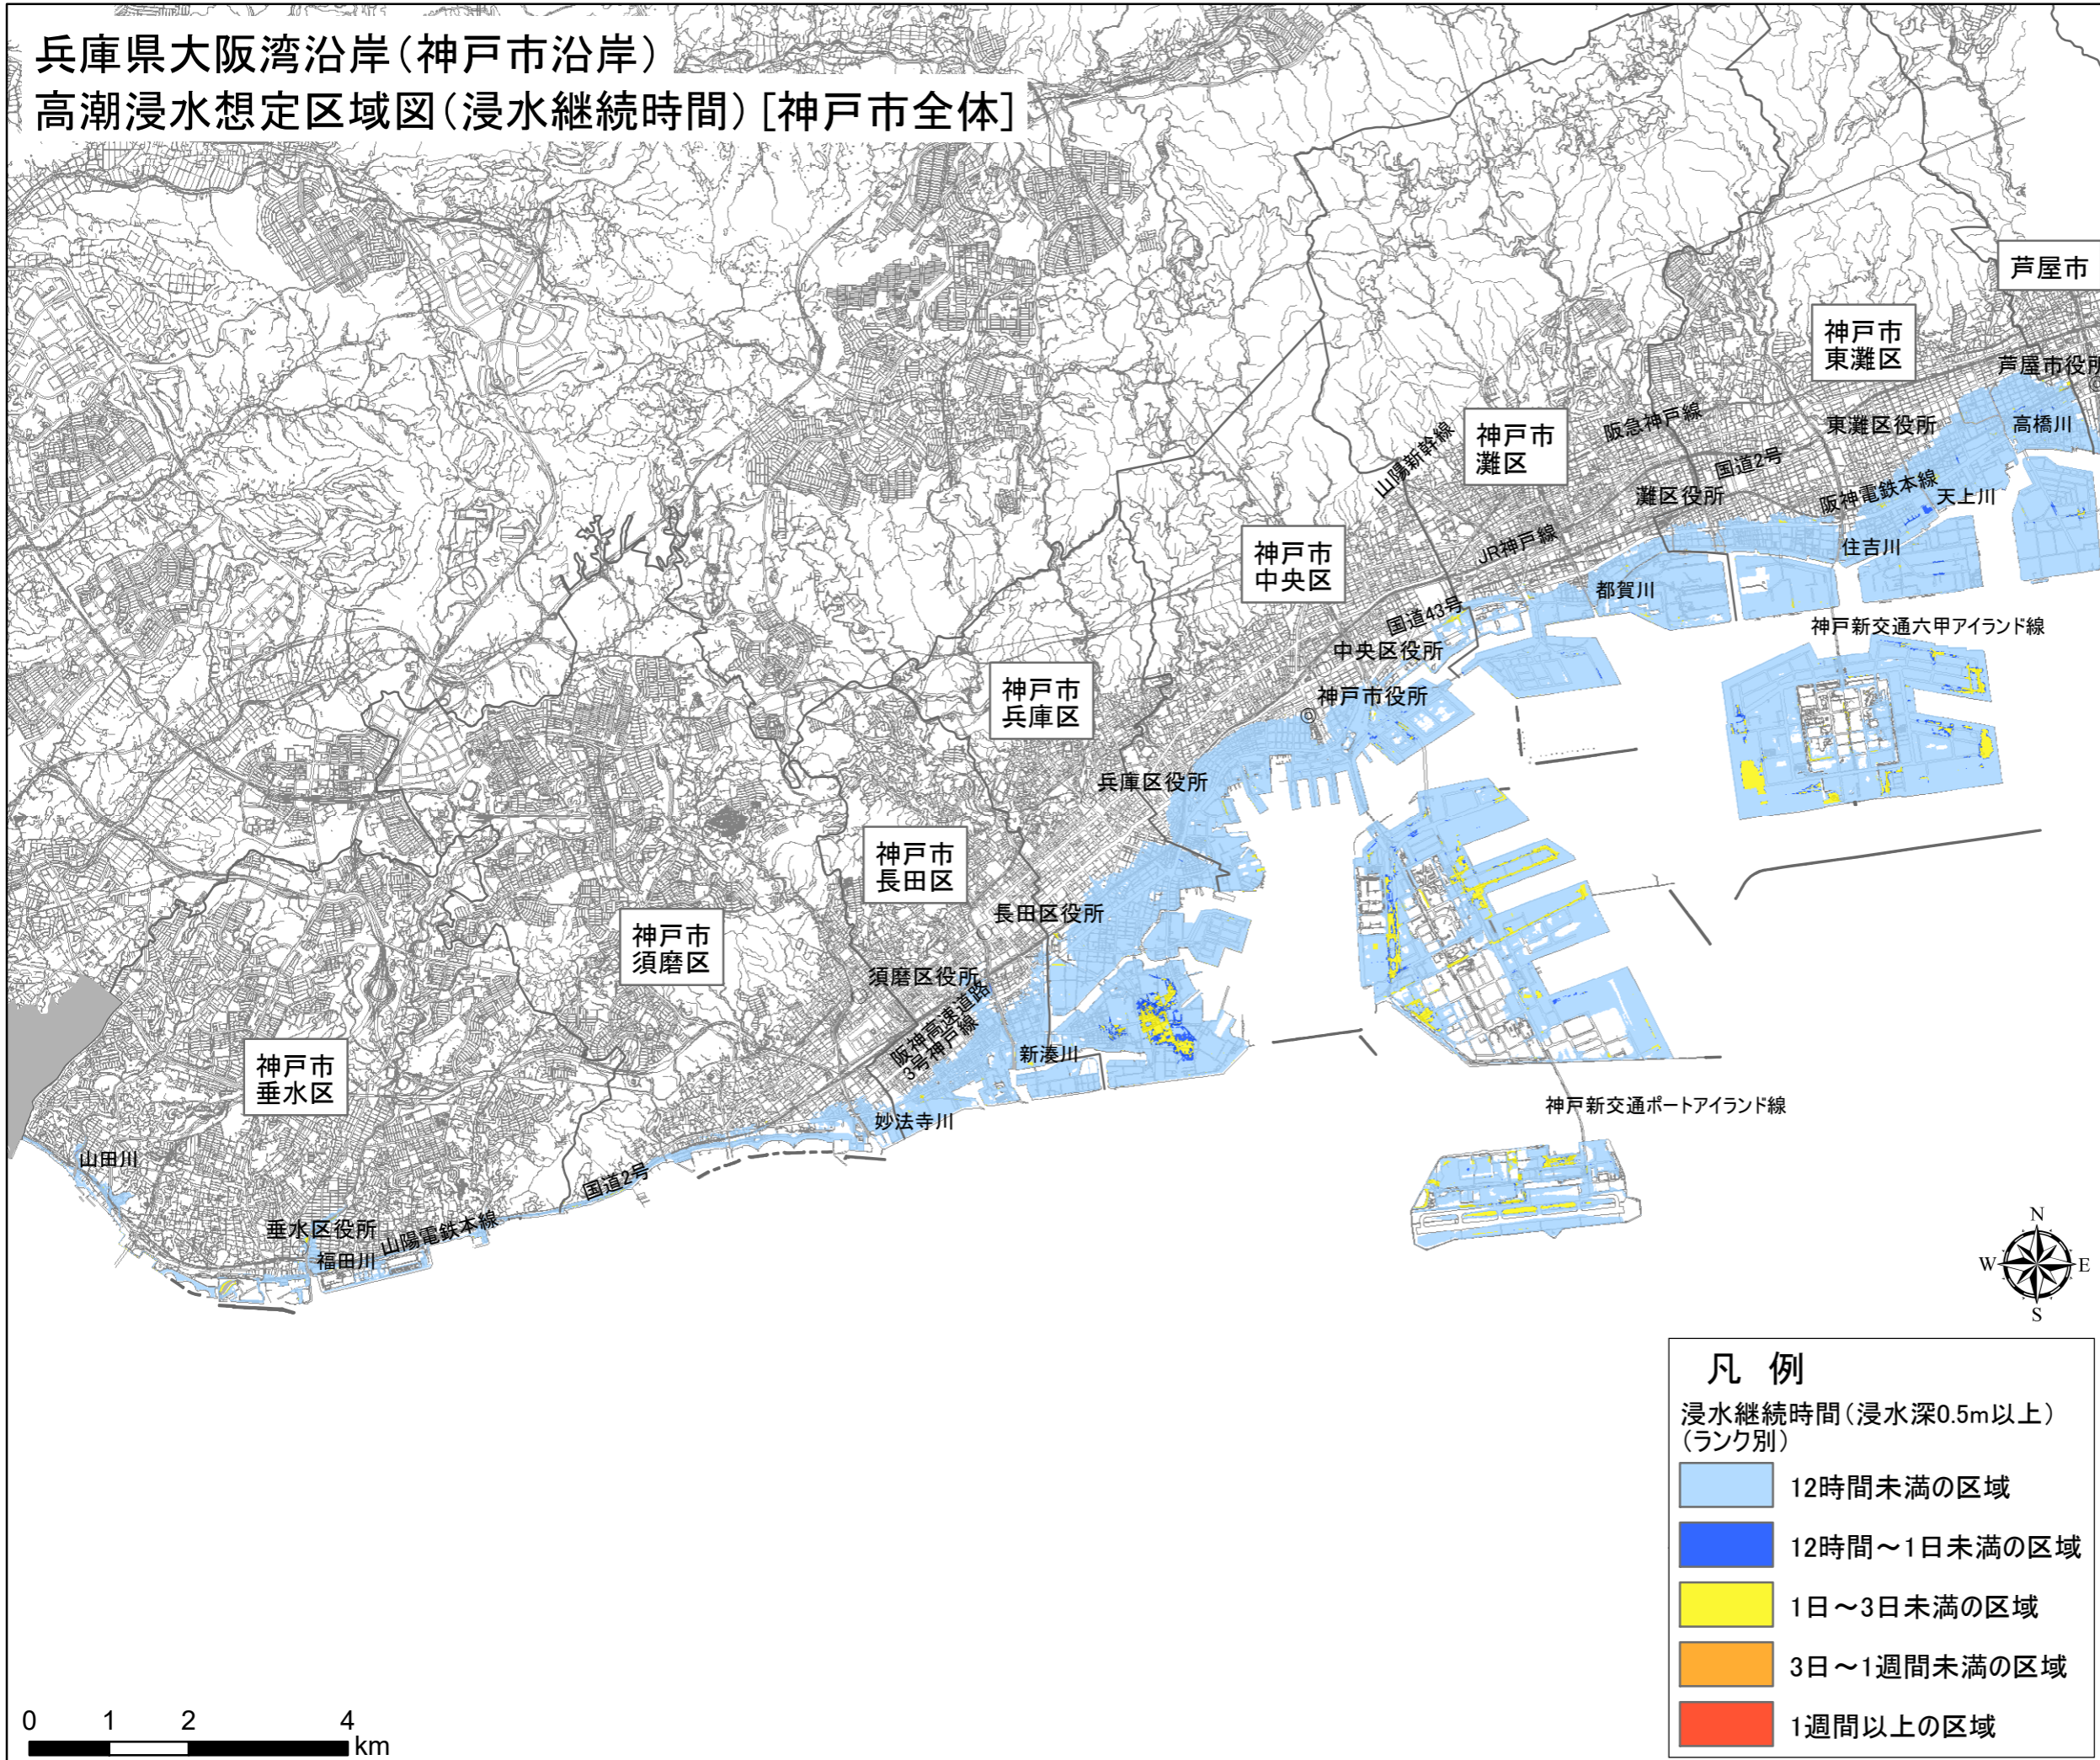 兵庫県大阪湾沿岸（神戸市沿岸）
高潮浸水想定区域図（浸水継続時間）［神戸市全体］
芦屋市
神戸市
東灘区
芦屋市役所
東灘区役所
高橋川
神戸市
灘区
阪急神戸線
山陽新幹線
国道2号
灘区役所
阪神電鉄本線
天上川
住吉川
JR神戸線
神戸市
中央区
都賀川
国道43号
神戸新交通六甲アイランド線
中央区役所
神戸市役所
神戸市
兵庫区
兵庫区役所
神戸市
長田区
長田区役所
神戸市
須磨区
須磨区役所
阪神高速道路
3号神戸線
新湊川
神戸市
垂水区
妙法寺川
神戸新交通ポートアイランド線
山田川
国道2号
垂水区役所
山陽電鉄本線
福田川
N
W
E
S
凡 例
浸水継続時間（浸水深0.5m以上）
（ランク別）
12時間未満の区域
12時間～1日未満の区域
1日～3日未満の区域
3日～1週間未満の区域
1週間以上の区域
0 1 2 4
km